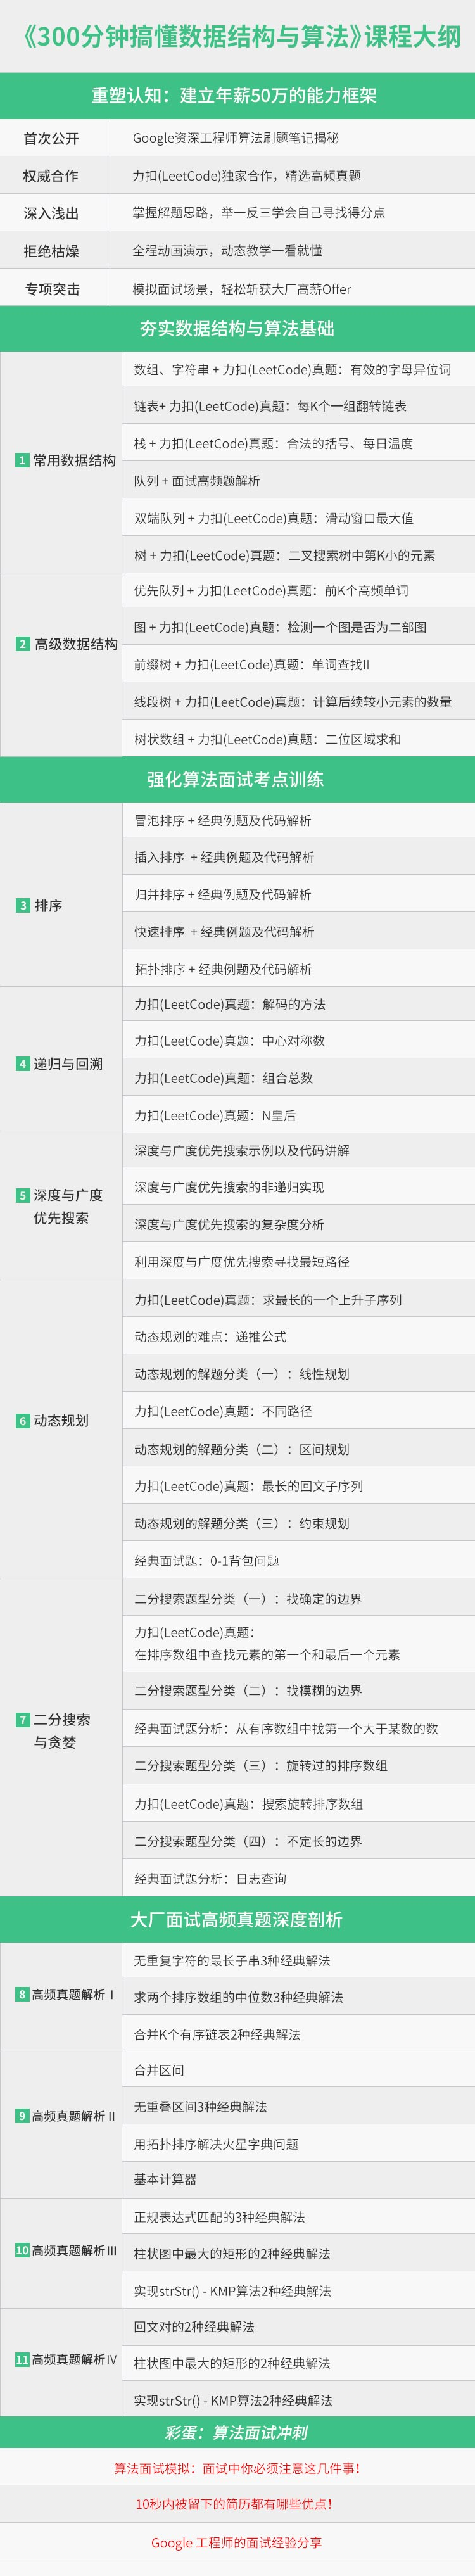 《300分钟搞懂数据结构与算法》课程大纲
重塑认知：建立年薪50万的能力框架
首次公开 Google资深工程师算法刷题笔记揭秘
权威合作 力扣(LeetCode)独家合作，精选高频真题
深入浅出 掌握解题思路，举一反三学会自己寻找得分点
拒绝枯燥 全程动画演示，动态教学一看就懂
专项突击 模拟面试场景，轻松斩获大厂高薪Offer
夯实数据结构与算法基础
1 常用数据结构
数组、字符串 + 力扣(LeetCode)真题：有效的字母异位词
链表+ 力扣(LeetCode)真题：每K个一组翻转链表
栈 + 力扣(LeetCode)真题：合法的括号、每日温度
队列 + 面试高频题解析
双端队列 + 力扣(LeetCode)真题：滑动窗口最大值
树 + 力扣(LeetCode)真题：二叉搜索树中第K小的元素
2 高级数据结构
优先队列 + 力扣(LeetCode)真题：前K个高频单词
图 + 力扣(LeetCode)真题：检测一个图是否为二部图
前缀树 + 力扣(LeetCode)真题：单词查找II
线段树 + 力扣(LeetCode)真题：计算后续较小元素的数量
树状数组 + 力扣(LeetCode)真题：二位区域求和
强化算法面试考点训练
3 排序
冒泡排序 + 经典例题及代码解析
插入排序 + 经典例题及代码解析
归并排序 + 经典例题及代码解析
快速排序 + 经典例题及代码解析
拓扑排序 + 经典例题及代码解析
4 递归与回溯
力扣(LeetCode)真题：解码的方法
力扣(LeetCode)真题：中心对称数
力扣(LeetCode)真题：组合总数
力扣(LeetCode)真题：N皇后
5 深度与广度
优先搜索
深度与广度优先搜索示例以及代码讲解
深度与广度优先搜索的非递归实现
深度与广度优先搜索的复杂度分析
利用深度与广度优先搜索寻找最短路径
6 动态规划
力扣(LeetCode)真题：求最长的一个上升子序列
动态规划的难点：递推公式
动态规划的解题分类（一）：线性规划
力扣(LeetCode)真题：不同路径
动态规划的解题分类（二）：区间规划
力扣(LeetCode)真题：最长的回文子序列
动态规划的解题分类（三）：约束规划
经典面试题：0-1背包问题
7 二分搜索
与贪婪
二分搜索题型分类（一）：找确定的边界
力扣(LeetCode)真题：
在排序数组中查找元素的第一个和最后一个元素
二分搜索题型分类（二）：找模糊的边界
经典面试题分析：从有序数组中找第一个大于某数的数
二分搜索题型分类（三）：旋转过的排序数组
力扣(LeetCode)真题：搜索旋转排序数组
二分搜索题型分类（四）：不定长的边界
经典面试题分析：日志查询
大厂面试高频真题深度剖析
8 高频真题解析Ⅰ
无重复字符的最长子串3种经典解法
求两个排序数组的中位数3种经典解法
合并K个有序链表2种经典解法
9 高频真题解析Ⅱ
合并区间
无重叠区间3种经典解法
用拓扑排序解决火星字典问题
基本计算器
10 高频真题解析Ⅲ
正规表达式匹配的3种经典解法
柱状图中最大的矩形的2种经典解法
实现strStr() - KMP算法2种经典解法
11 高频真题解析Ⅳ
回文对的2种经典解法
柱状图中最大的矩形的2种经典解法
实现strStr() - KMP算法2种经典解法
彩蛋：算法面试冲刺
算法面试模拟：面试中你必须注意这几件事！
10秒内被留下的简历都有哪些优点！
Google 工程师的面试经验分享